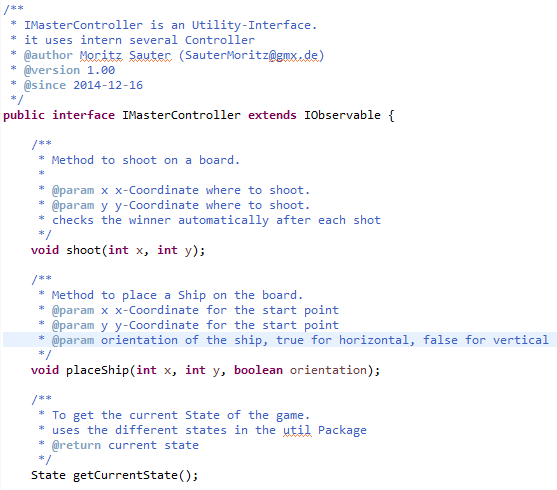 /**
 * IMasterController is an Utility-Interface.
 * it uses intern several Controller
 * @author Moritz Sauter (SauterMoritz@gmx.de)
 * @version 1.00
 * @since 2014-12-16
 */
public interface IMasterController extends IObservable {
    /**
     * Method to shoot on a board.
     *
     * @param x x-Coordinate where to shoot.
     * @param y y-Coordinate where to shoot.
     * checks the winner automatically after each shot
     */
    void shoot(int x, int y);
    /**
     * Method to place a Ship on the board.
     * @param x x-Coordinate for the start point
     * @param y y-Coordinate for the start point
     * @param orientation of the ship, true for horizontal, false for vertical
     */
    void placeShip(int x, int y, boolean orientation);
    /**
     * To get the current State of the game.
     * uses the different states in the util Package
     * @return current state
     */
    State getCurrentState();